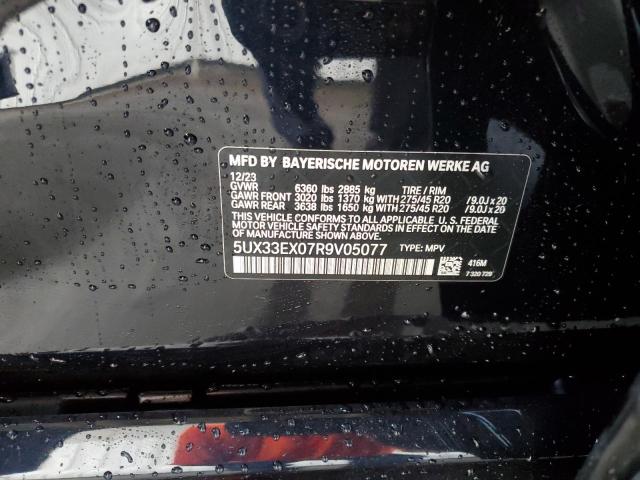 MFD BY BAYERISCHE MOTOREN WERKE AG
12/23
GVWR 6360 lbs 2885 kg TIRE / RIM
GAWR FRONT 3020 lbs 1370 kg WITH 275/45 R20 /9.0J x 20
GAWR REAR 3638 lbs 1650 kg WITH 275/45 R20 /9.0J x 20
THIS VEHICLE CONFORMS TO ALL APPLICABLE U.S. FEDERAL
MOTOR VEHICLE SAFETY STANDARDS IN EFFECT ON THE DATE OF
MANUFACTURE SHOWN ABOVE.
5UX33EX07R9V05077 TYPE: MPV
416M
7 320 729